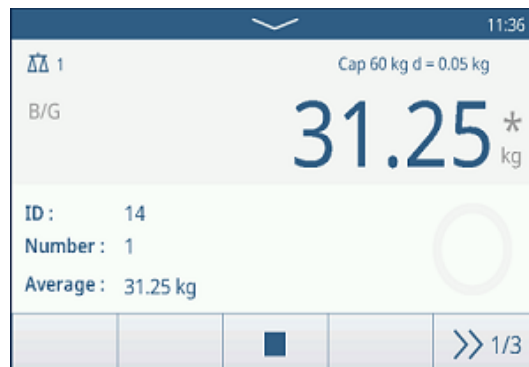 11:36
1 Cap 60 kg d = 0.05 kg
B/G 31.25 *
kg
ID : 14
Number : 1
Average : 31.25 kg
1/3